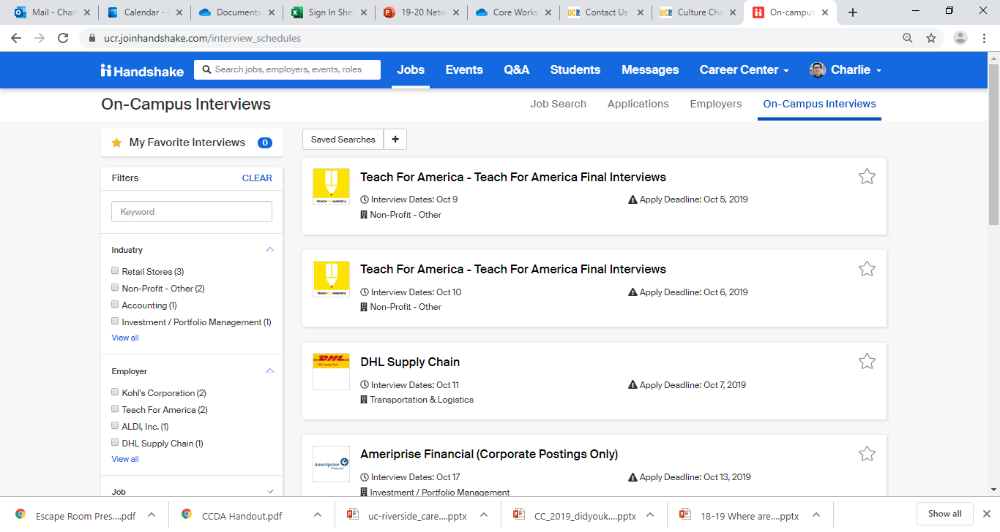 Mail - Charl
Calendar - C
Documents
Sign In She
19-20 Netw
Core Works
UCR Contact Us
UCR Culture Cha
On-campus
ucr.joinhandshake.com/interview_schedules
Handshake
Search jobs, employers, events, roles
Jobs
Events
Q&A
Students
Messages
Career Center
Charlie
On-Campus Interviews
Job Search
Applications
Employers
On-Campus Interviews
My Favorite Interviews 0
Filters CLEAR
Keyword
Industry
Retail Stores (3)
Non-Profit - Other (2)
Accounting (1)
Investment / Portfolio Management (1)
View all
Employer
Kohl's Corporation (2)
Teach For America (2)
ALDI, Inc. (1)
DHL Supply Chain (1)
View all
Job
Saved Searches +
TEACHFORAMERICA
Teach For America - Teach For America Final Interviews
Interview Dates: Oct 9
Apply Deadline: Oct 5, 2019
Non-Profit - Other
TEACHFORAMERICA
Teach For America - Teach For America Final Interviews
Interview Dates: Oct 10
Apply Deadline: Oct 6, 2019
Non-Profit - Other
DHL
DHL Supply Chain
DHL Supply Chain
Interview Dates: Oct 11
Apply Deadline: Oct 7, 2019
Transportation & Logistics
Ameriprise
Financial
Ameriprise Financial (Corporate Postings Only)
Interview Dates: Oct 17
Apply Deadline: Oct 13, 2019
Investment / Portfolio Management
Escape Room Pres....pdf
CCDA Handout.pdf
uc-riverside_care....pptx
CC_2019_didyouk....pptx
18-19 Where are....pptx
Show all